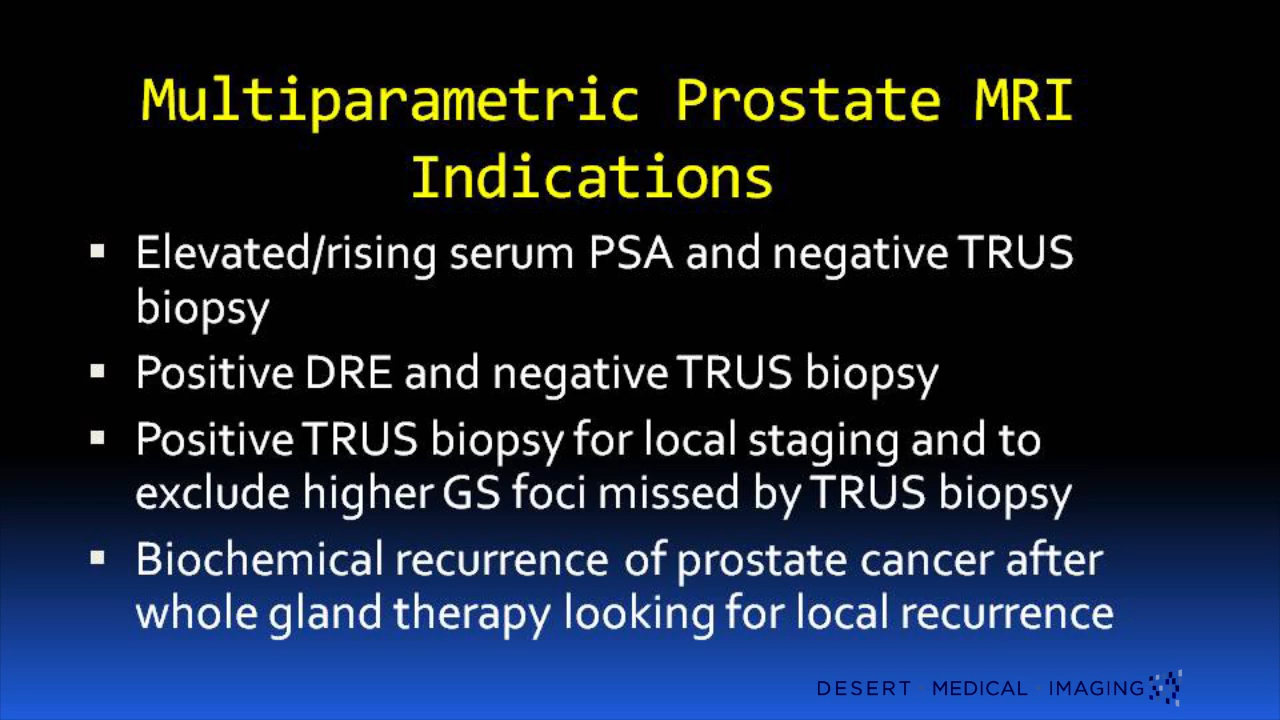 Multiparametric Prostate MRI
Indications
▪ Elevated/rising serum PSA and negative TRUS
biopsy
▪ Positive DRE and negative TRUS biopsy
▪ Positive TRUS biopsy for local staging and to
exclude higher GS foci missed by TRUS biopsy
▪ Biochemical recurrence of prostate cancer after
whole gland therapy looking for local recurrence
DESERT MEDICAL IMAGING